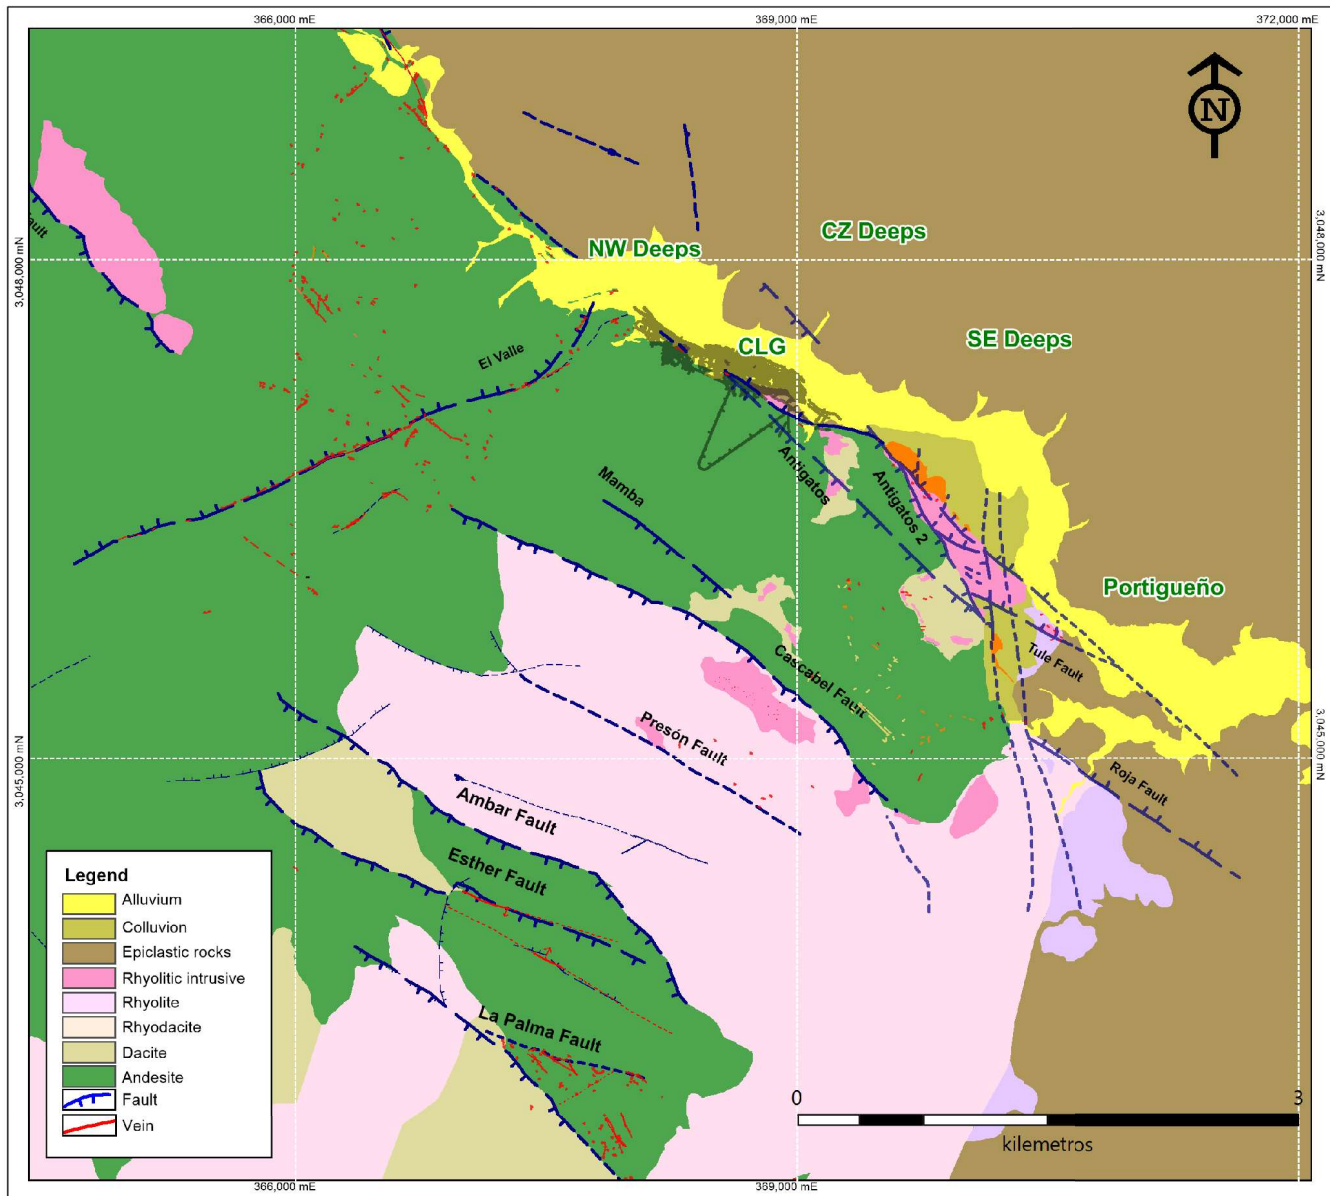 366,000 mE
369,000 mE
372,000 mE
N
3,048,000 mN
3,048,000 mN
ault
NW Deeps
CZ Deeps
SE Deeps
CLG
El Valle
Mamba
Antigatos
Antigatos 2
Portigueño
Tule Fault
Cascabel Fault
Presón Fault
Roja Fault
3,045,000 mN
3,045,000 mN
Ambar Fault
Esther Fault
La Palma Fault
Legend
Alluvium
Colluvion
Epiclastic rocks
Rhyolitic intrusive
Rhyolite
Rhyodacite
Dacite
Andesite
Fault
Vein
0
3
kilemetros
366,000 mE
369,000 mE